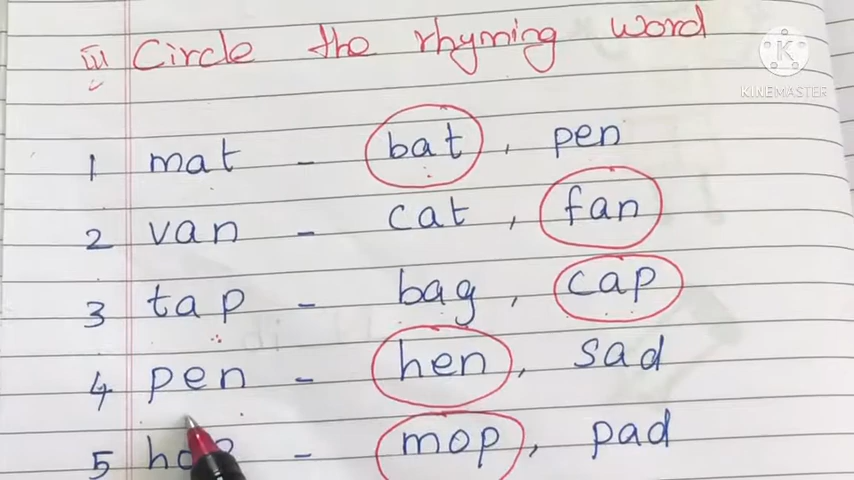 iii Circle the rhyming word
K
KINEMASTER
1 mat - bat , pen
2 van - cat , fan
3 tap - bag , cap
4 pen - hen , sad
5 - mop , pad